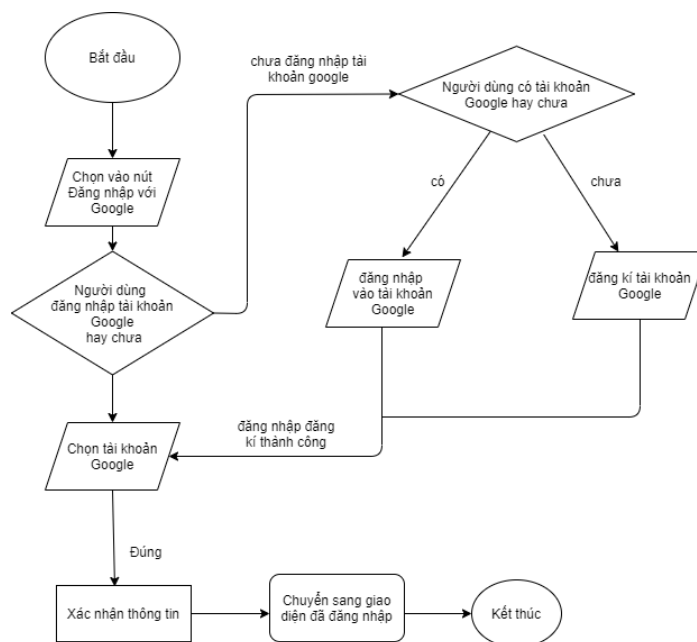 Bắt đầu
chưa đăng nhập tài
khoản google
Người dùng có tài khoản
Google hay chưa
Chọn vào nút
Đăng nhập với
Google
có
chưa
Người dùng
đăng nhập tài khoản
Google
hay chưa
đăng nhập
vào tài khoản
Google
đăng kí tài khoản
Google
đăng nhập đăng
kí thành công
Chọn tài khoản
Google
Đúng
Xác nhận thông tin
Chuyển sang giao
diện đã đăng nhập
Kết thúc